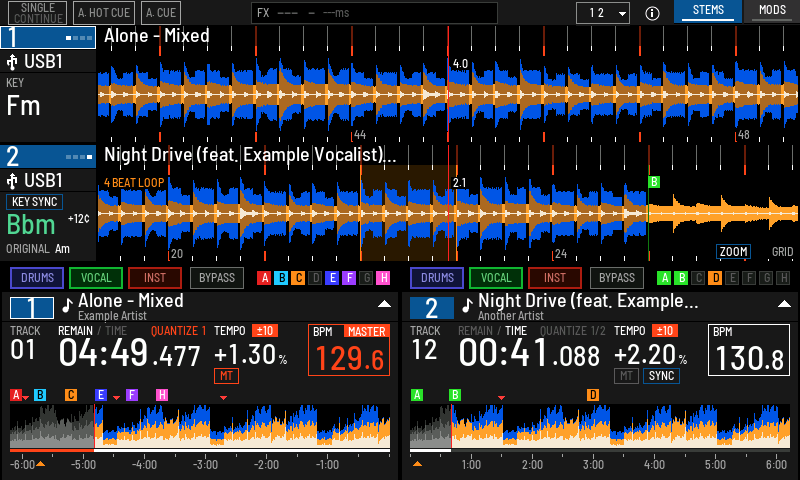 SINGLE
CONTINUE
A. HOT CUE
A. CUE
FX --- -- --ms
1 2
STEMS
MODS
1
Alone - Mixed
USB1
KEY
Fm
4.0
44
48
2
Night Drive (feat. Example Vocalist)...
USB1
4 BEAT LOOP
2.1
B
KEY SYNC
Bbm +12¢
ORIGINAL Am
20
24
ZOOM
GRID
DRUMS VOCAL INST BYPASS A B C D E F G H
DRUMS VOCAL INST BYPASS A B C D E F G H
1
Alone - Mixed
Example Artist
TRACK
01
REMAIN / TIME
QUANTIZE 1
04:49.477
TEMPO ±10
+1.30%
MT
BPM MASTER
129.6
A B C E F H
-6:00 -5:00 -4:00 -3:00 -2:00 -1:00
2
Night Drive (feat. Example...
Another Artist
TRACK
12
REMAIN / TIME
QUANTIZE 1/2
00:41.088
TEMPO ±10
+2.20%
MT SYNC
BPM
130.8
A B D
1:00 2:00 3:00 4:00 5:00 6:00